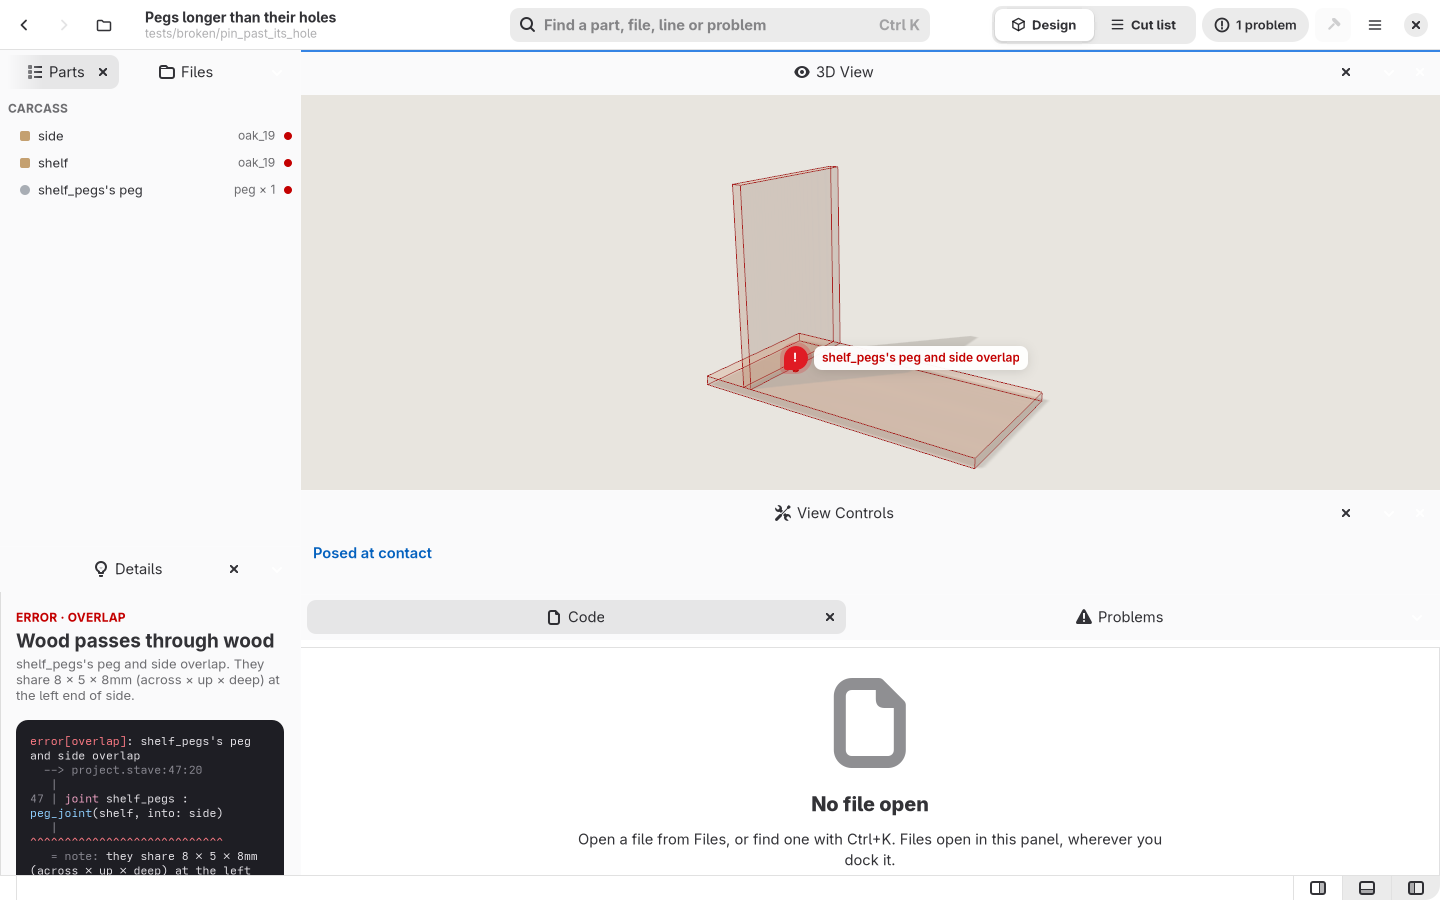 Pegs longer than their holes
tests/broken/pin_past_its_hole
Find a part, file, line or problem
Ctrl K
Design
Cut list
1 problem
Parts
Files
3D View
CARCASS
side
oak_19
shelf
oak_19
shelf_pegs's peg
peg × 1
!
shelf_pegs's peg and side overlap
View Controls
Posed at contact
Details
Code
Problems
ERROR · OVERLAP
Wood passes through wood
shelf_pegs's peg and side overlap. They
share 8 × 5 × 8mm (across × up × deep) at
the left end of side.
error[overlap]: shelf_pegs's peg
and side overlap
--> project.stave:47:20
|
47 | joint shelf_pegs :
peg_joint(shelf, into: side)
|
^^^^^^^^^^^^^^^^^^^^^^^^^^^^
= note: they share 8 × 5 × 8mm
(across × up × deep) at the left
No file open
Open a file from Files, or find one with Ctrl+K. Files open in this panel, wherever you
dock it.